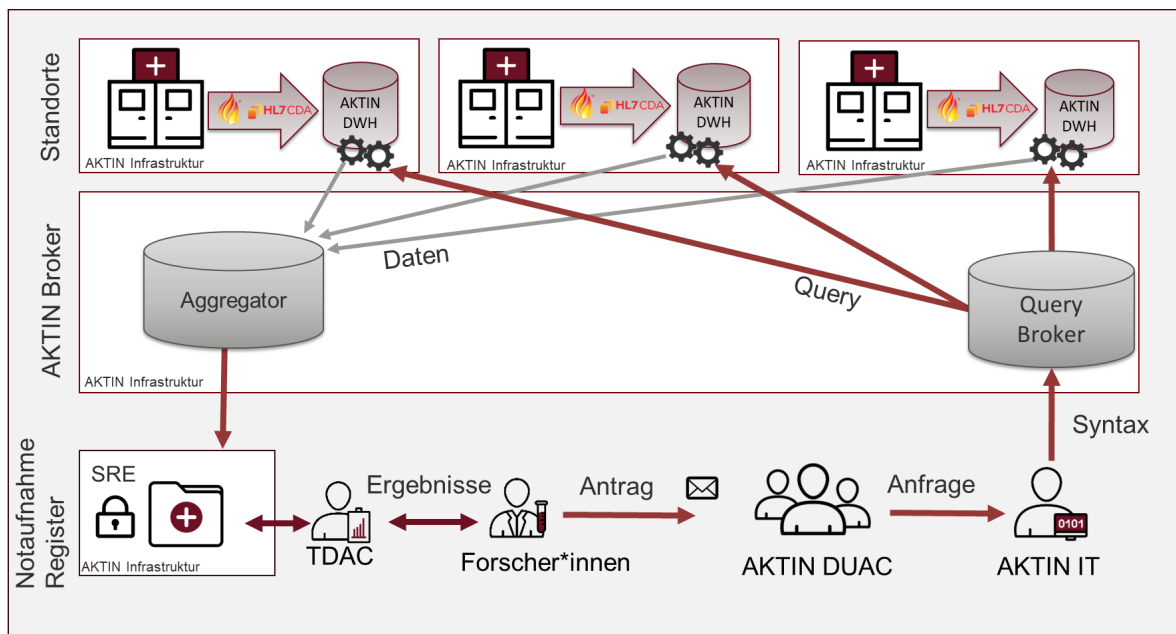 Standorte
HL7 CDA
AKTIN
DWH
AKTIN Infrastruktur
HL7 CDA
AKTIN
DWH
AKTIN Infrastruktur
HL7 CDA
AKTIN
DWH
AKTIN Infrastruktur
AKTIN Broker
Aggregator
Daten
Query
Query
Broker
AKTIN Infrastruktur
Syntax
Notaufnahme
Register
SRE
AKTIN Infrastruktur
TDAC
Ergebnisse
Forscher*innen
Antrag
AKTIN DUAC
Anfrage
0101
AKTIN IT